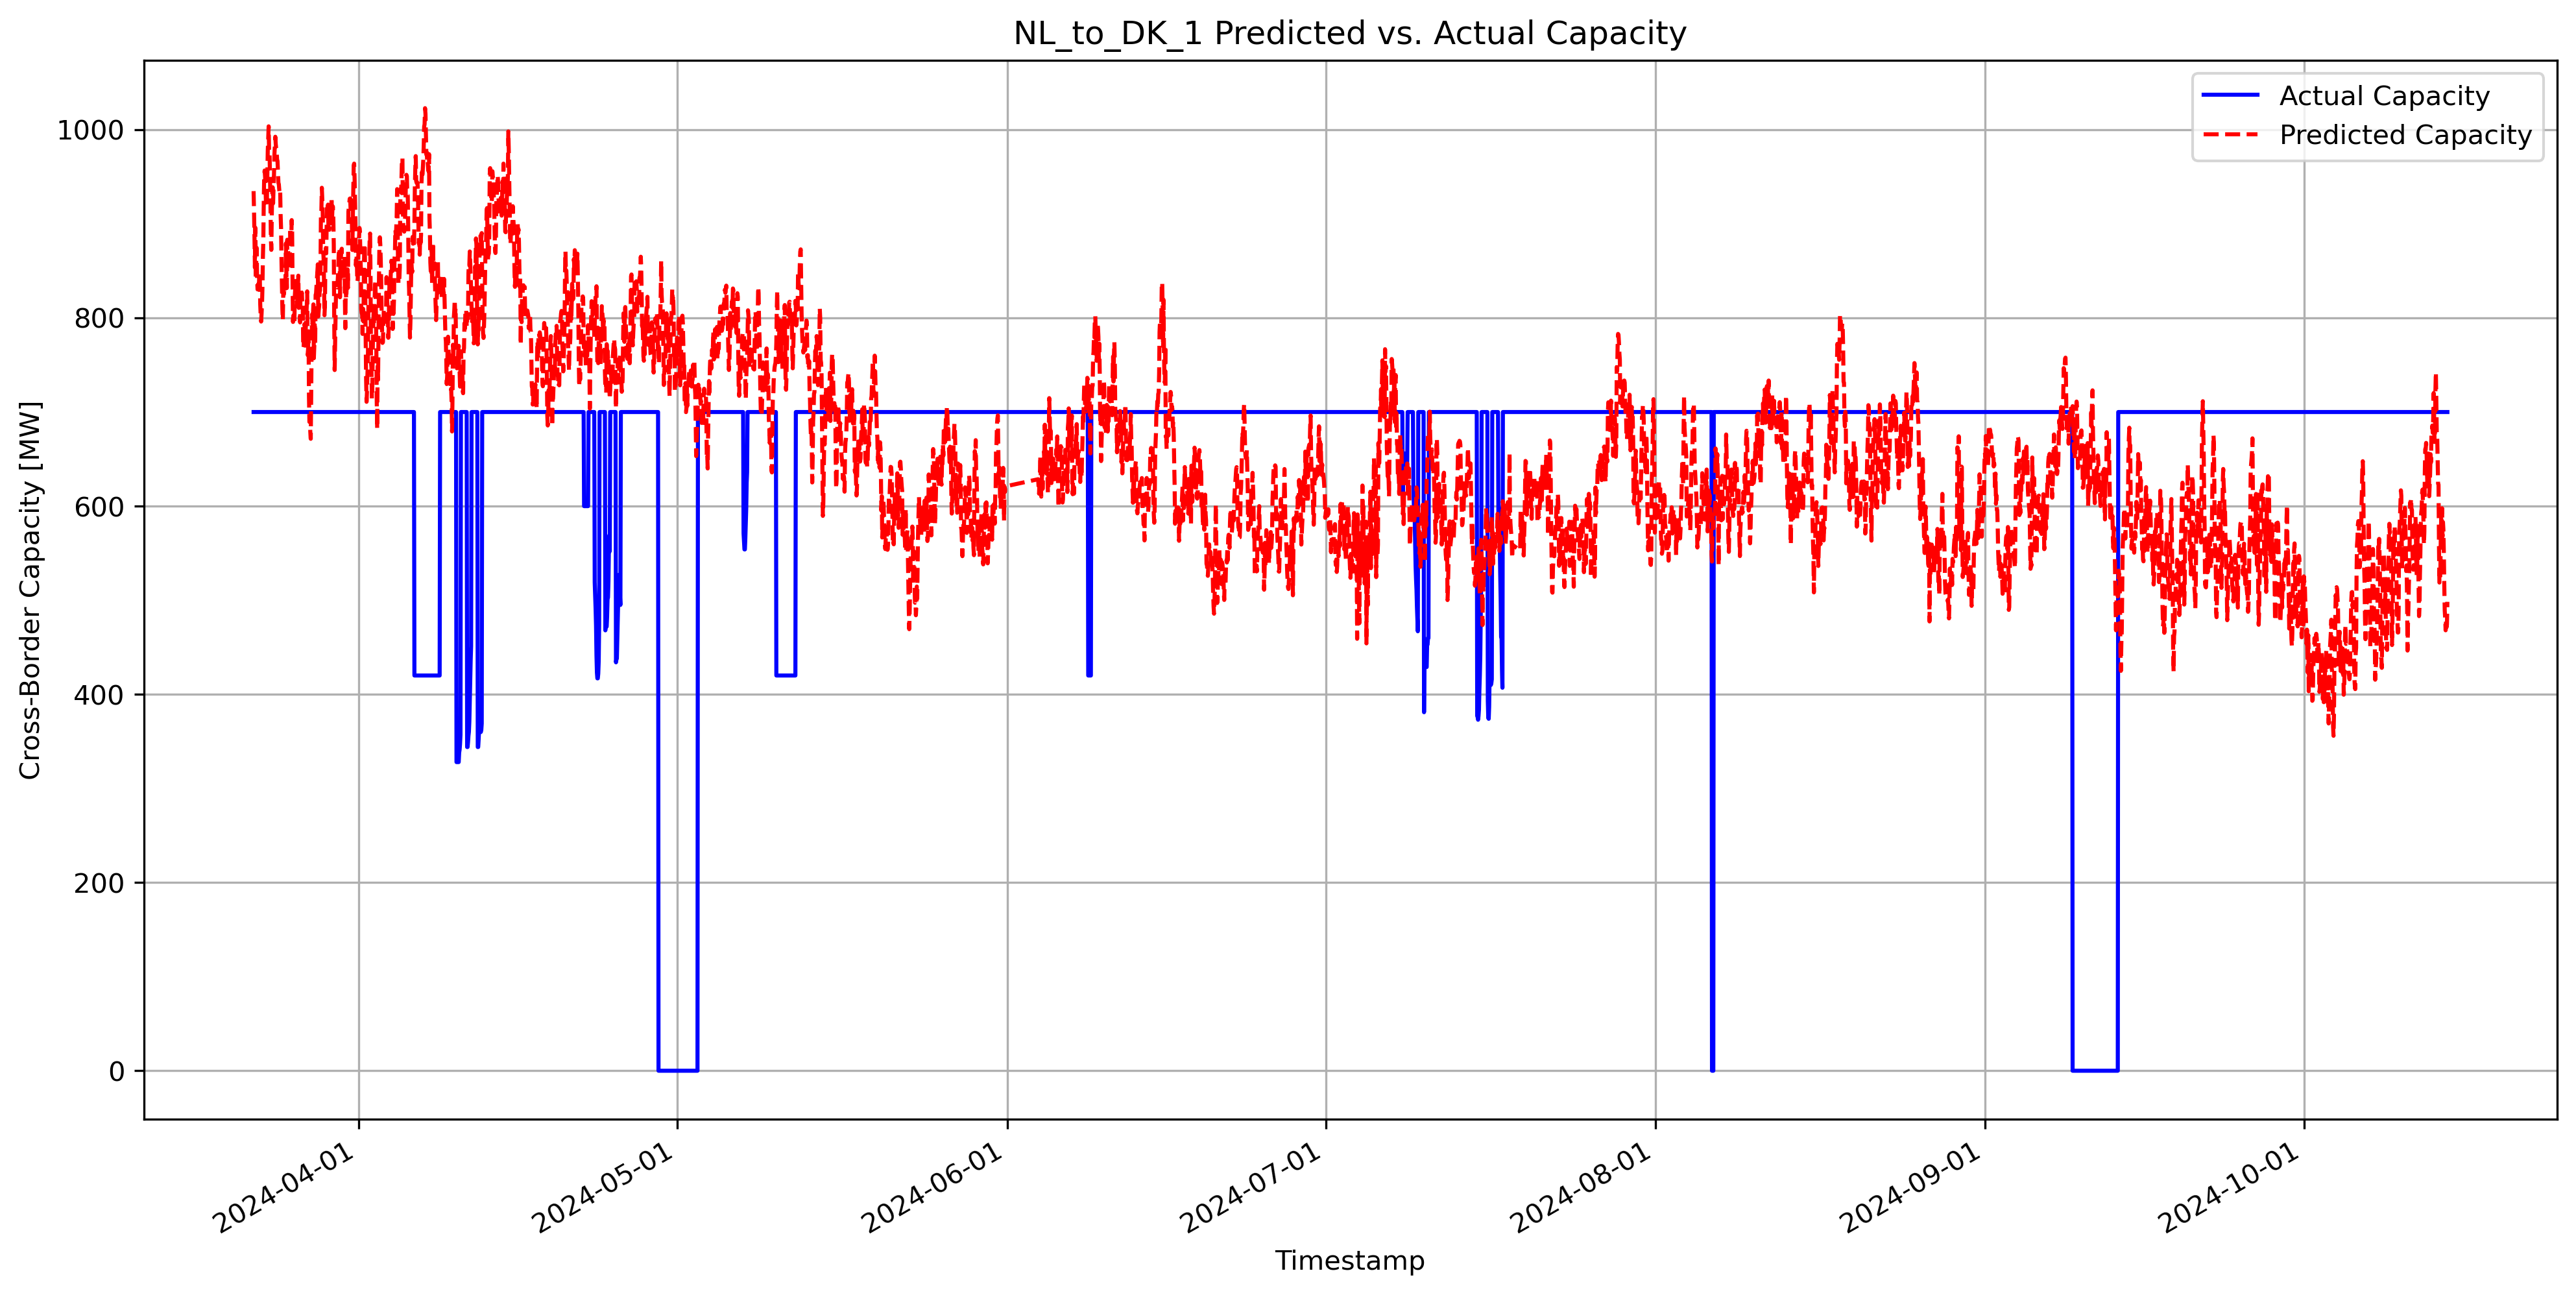 NL_to_DK_1 Predicted vs. Actual Capacity
Actual Capacity
Predicted Capacity
Cross-Border Capacity [MW]
1000
800
600
400
200
0
2024-04-01
2024-05-01
2024-06-01
2024-07-01
2024-08-01
2024-09-01
2024-10-01
Timestamp